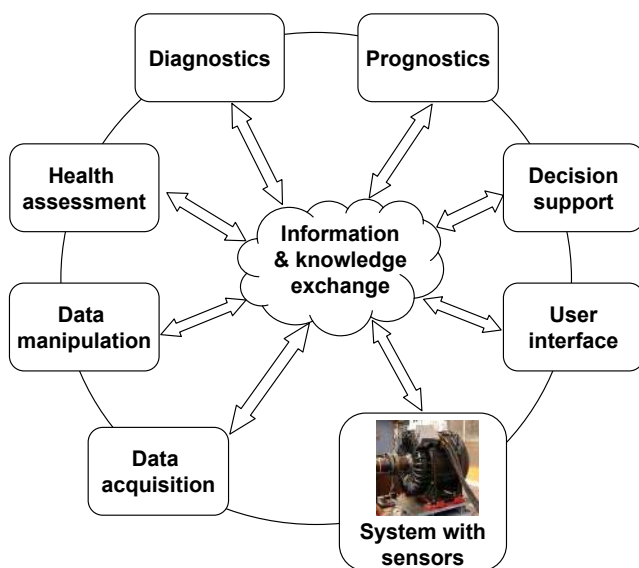 Diagnostics
Prognostics
Health
assessment
Decision
support
Information
& knowledge
exchange
Data
manipulation
User
interface
Data
acquisition
System with
sensors